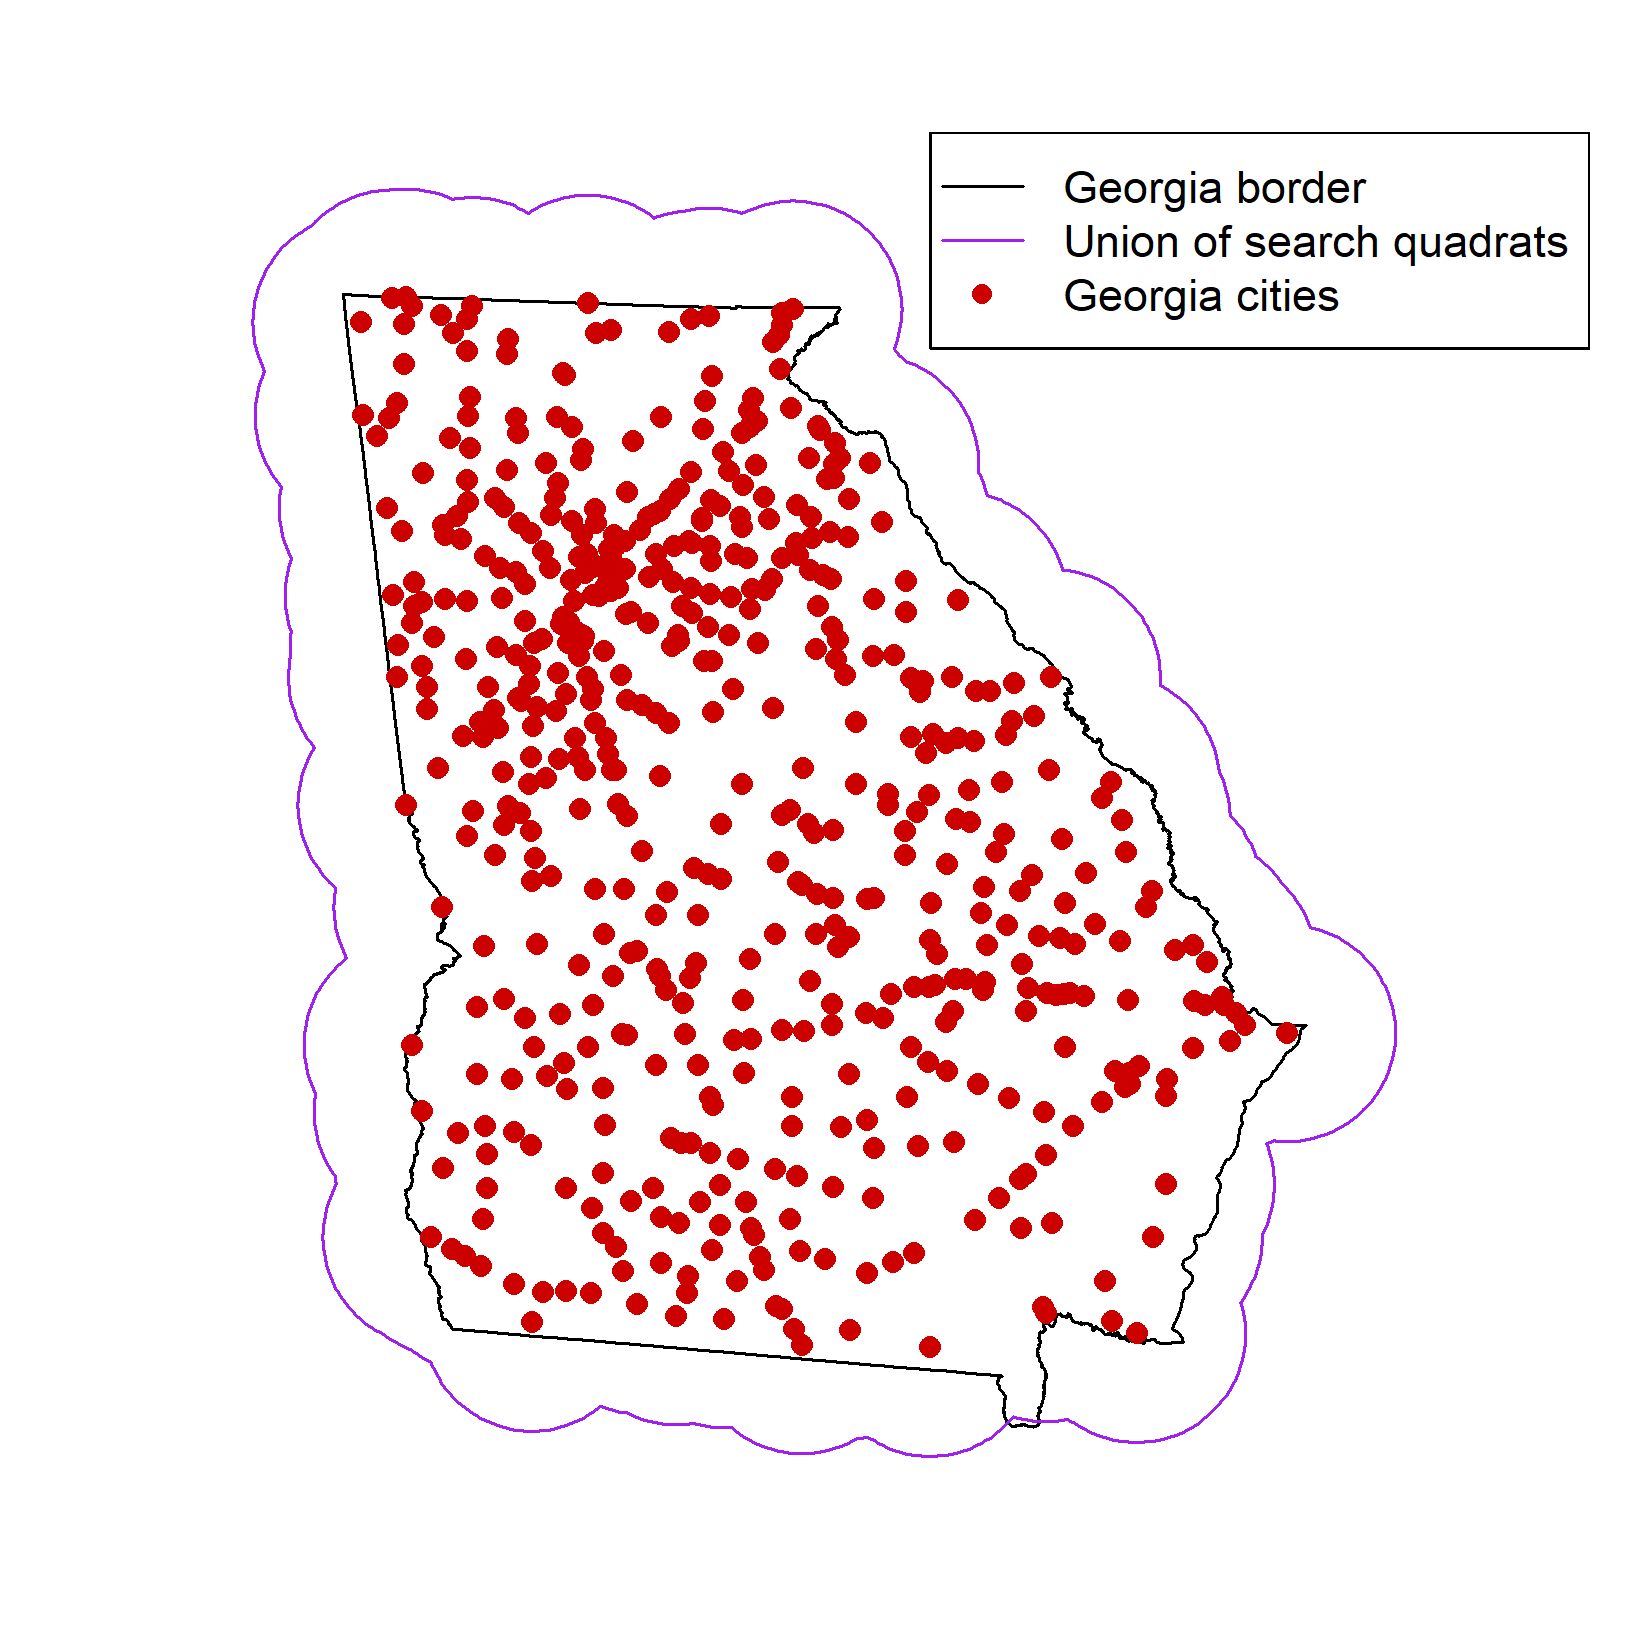 Georgia border
Union of search quadrats
Georgia cities